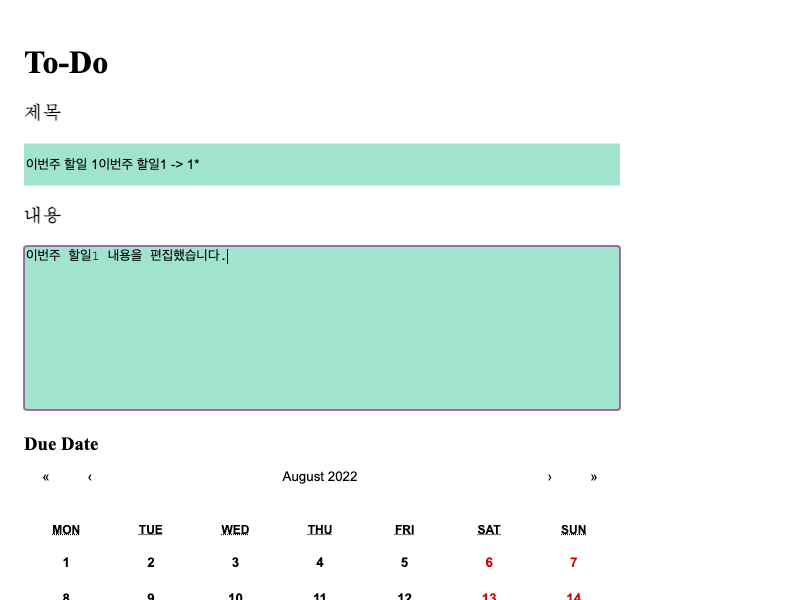 To-Do
제목
이번주 할일 1이번주 할일1 -> 1*
내용
이번주 할일1 내용을 편집했습니다.
Due Date
« ‹ August 2022 › »
MON TUE WED THU FRI SAT SUN
1 2 3 4 5 6 7
8 9 10 11 12 13 14